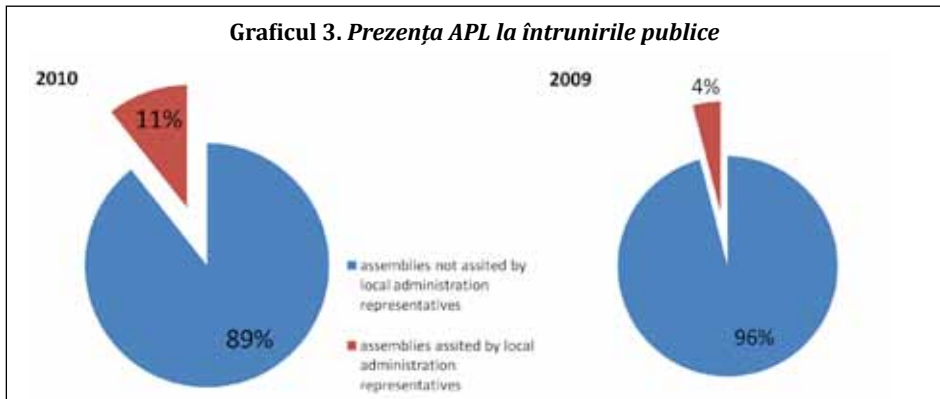 Graficul 3. Prezența APL la întrunirile publice
2010
11%
89%
assemblies not assited by
local administration
representatives
assemblies assited by local
administration
representatives
2009
4%
96%